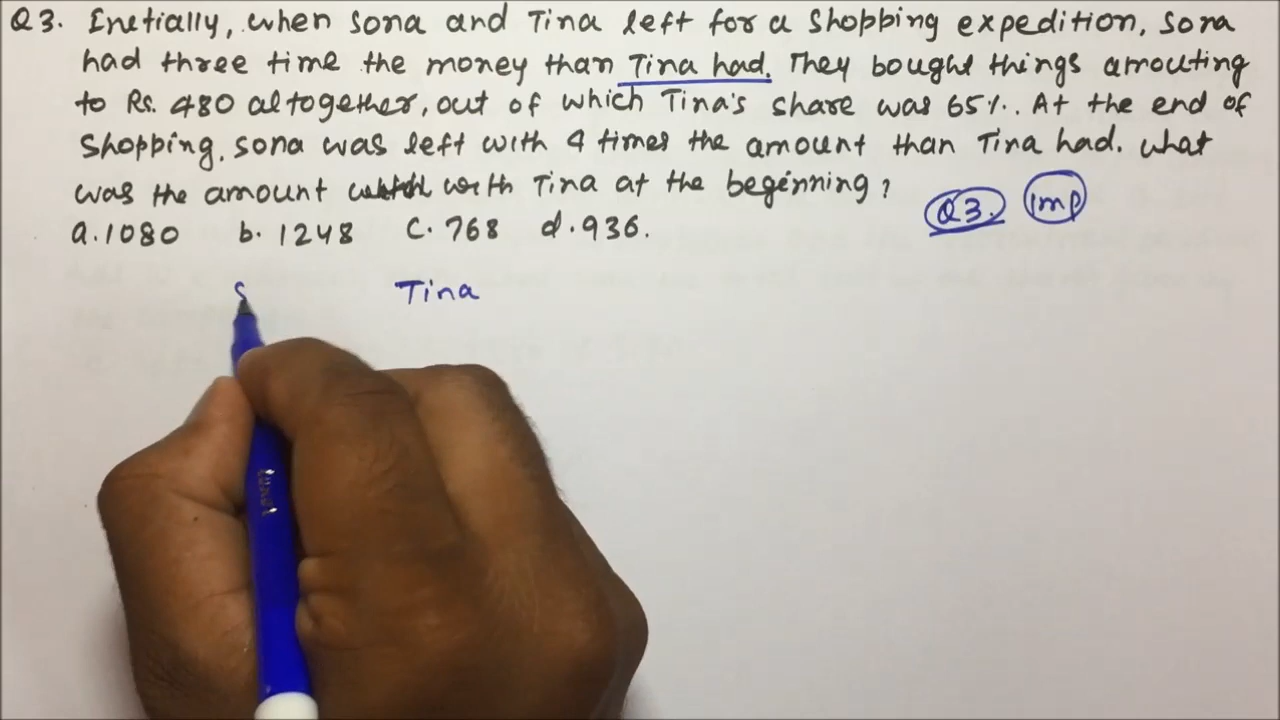 Q3. Initially, when Sona and Tina left for a Shopping expedition, Sona
had three time the money than Tina had. They bought things amouting
to Rs. 480 altogether, out of which Tina's share was 65%. At the end of
Shopping, Sona was left with 4 times the amount than Tina had. what
was the amount with Tina at the beginning?
Q3. Imp
a. 1080 b. 1248 c. 768 d. 936.
S Tina